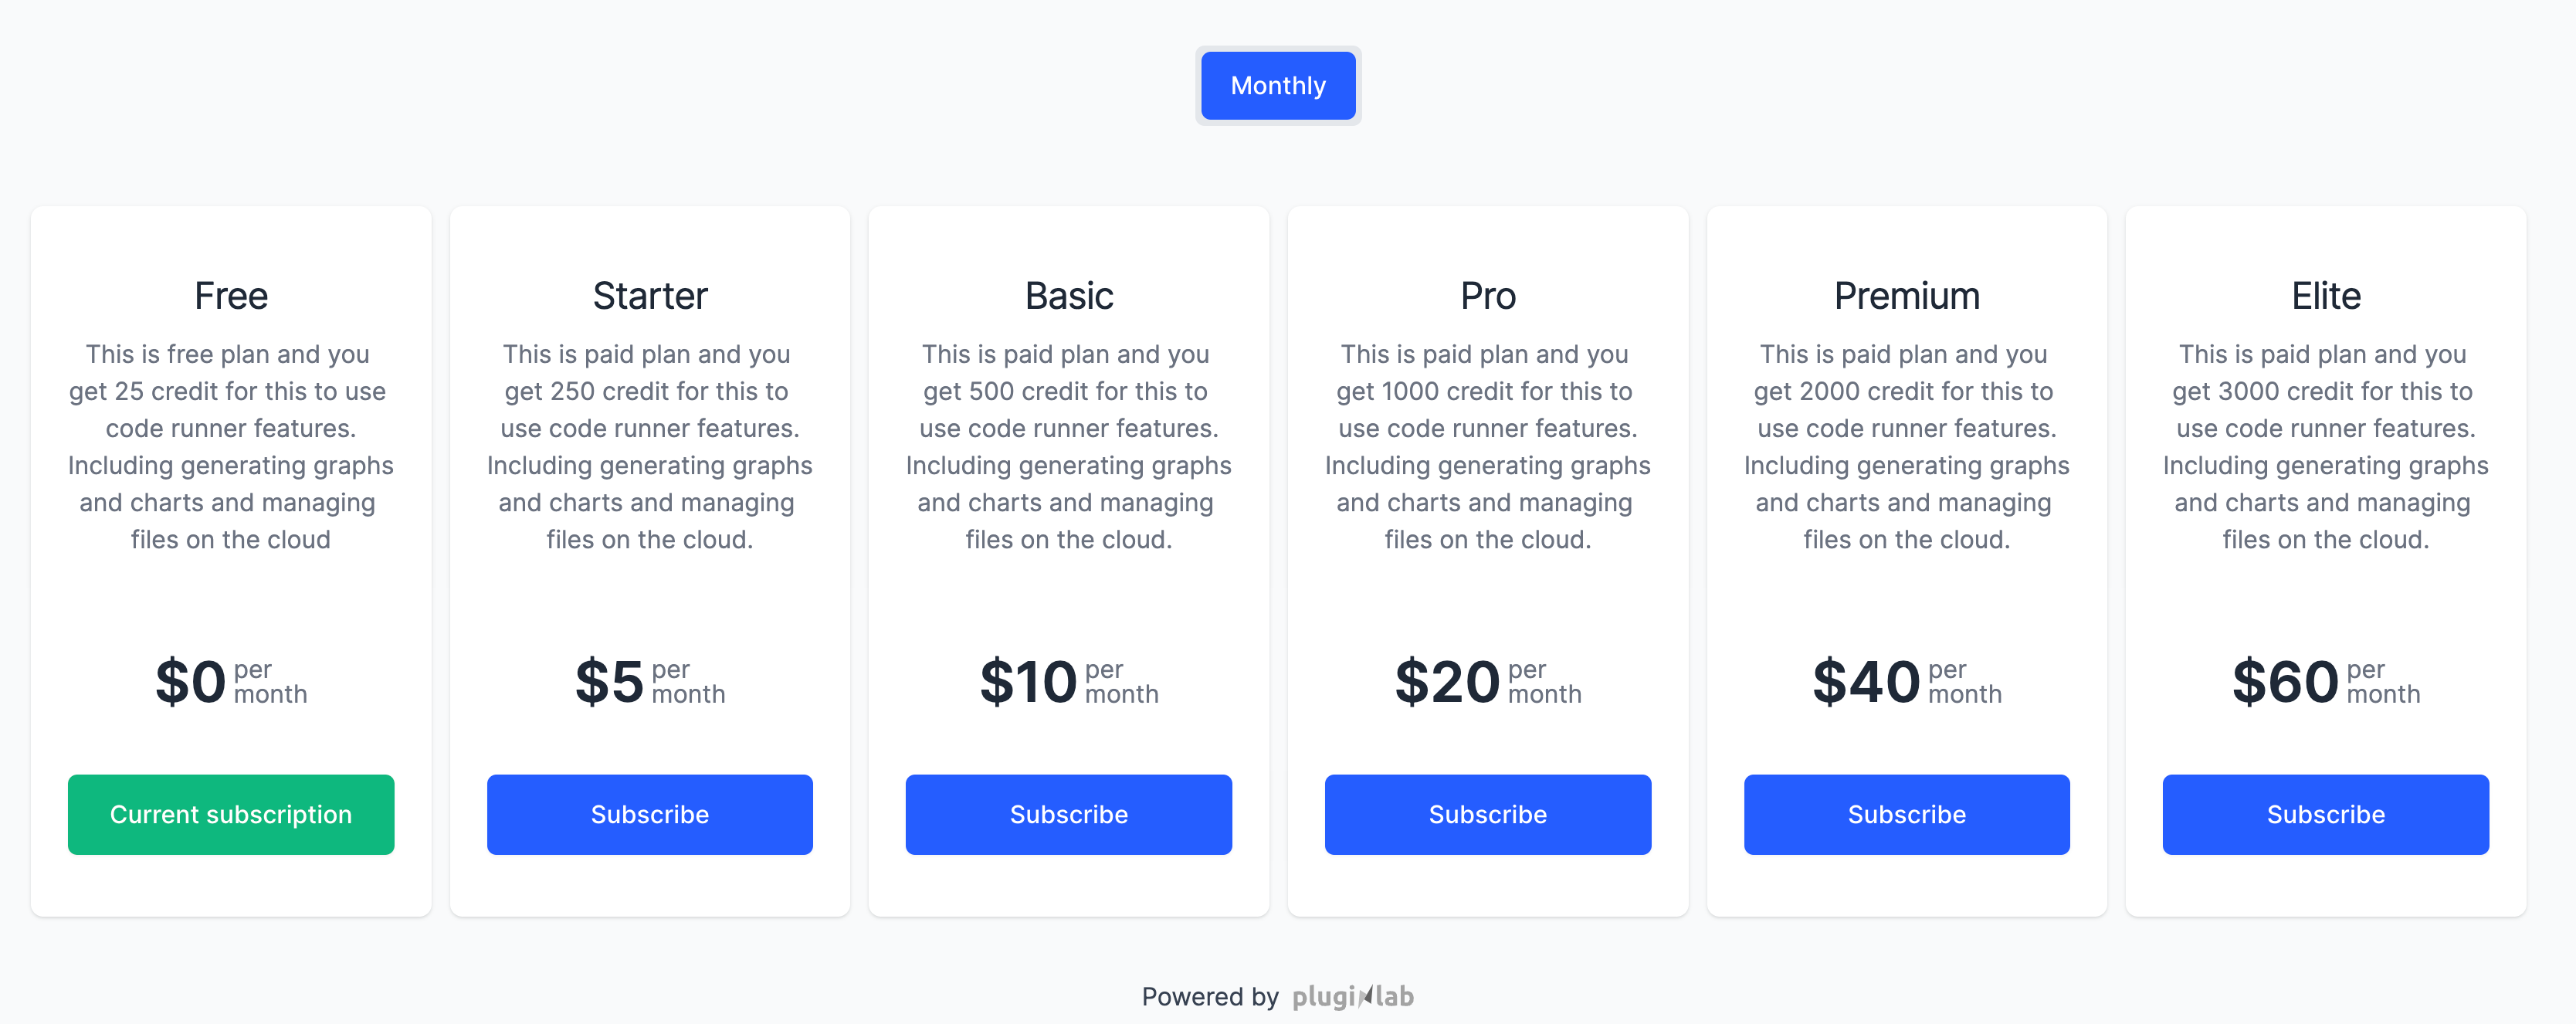 Monthly
Free
This is free plan and you
get 25 credit for this to use
code runner features.
Including generating graphs
and charts and managing
files on the cloud
$0 per
month
Current subscription
Starter
This is paid plan and you
get 250 credit for this to
use code runner features.
Including generating graphs
and charts and managing
files on the cloud.
$5 per
month
Subscribe
Basic
This is paid plan and you
get 500 credit for this to
use code runner features.
Including generating graphs
and charts and managing
files on the cloud.
$10 per
month
Subscribe
Pro
This is paid plan and you
get 1000 credit for this to
use code runner features.
Including generating graphs
and charts and managing
files on the cloud.
$20 per
month
Subscribe
Premium
This is paid plan and you
get 2000 credit for this to
use code runner features.
Including generating graphs
and charts and managing
files on the cloud.
$40 per
month
Subscribe
Elite
This is paid plan and you
get 3000 credit for this to
use code runner features.
Including generating graphs
and charts and managing
files on the cloud.
$60 per
month
Subscribe
Powered by pluginlab